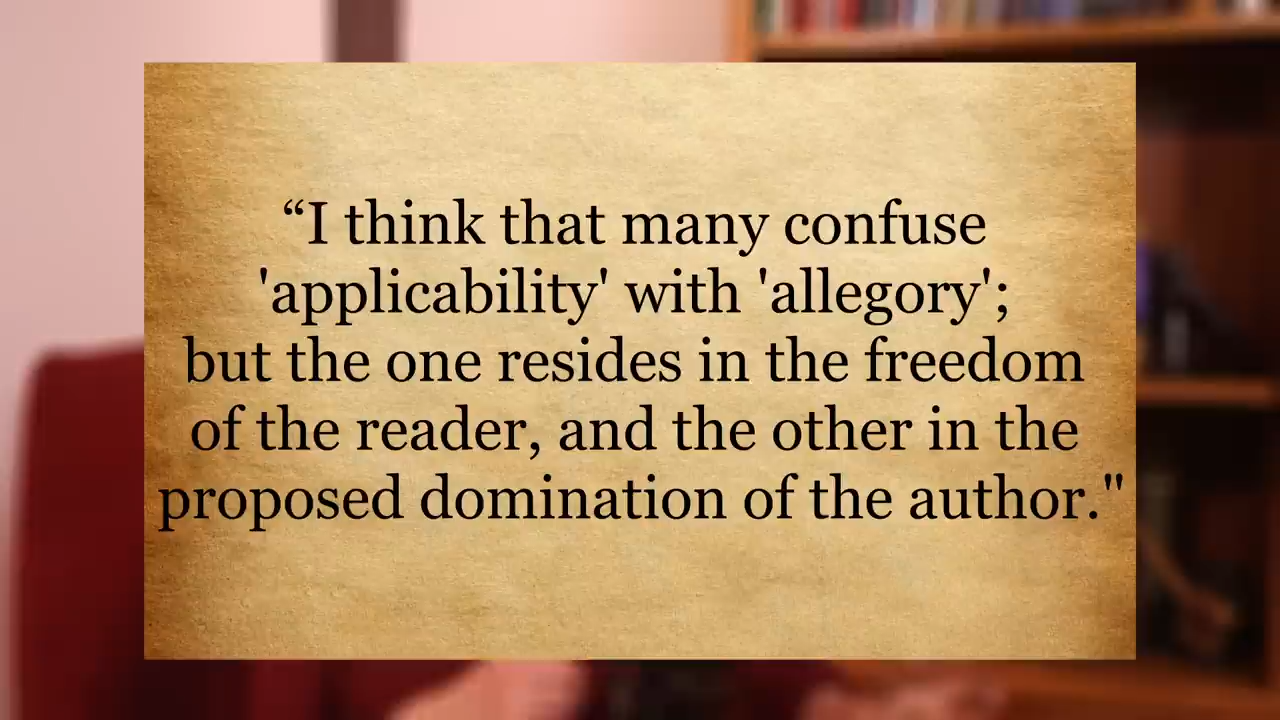 “I think that many confuse
'applicability' with 'allegory';
but the one resides in the freedom
of the reader, and the other in the
proposed domination of the author."